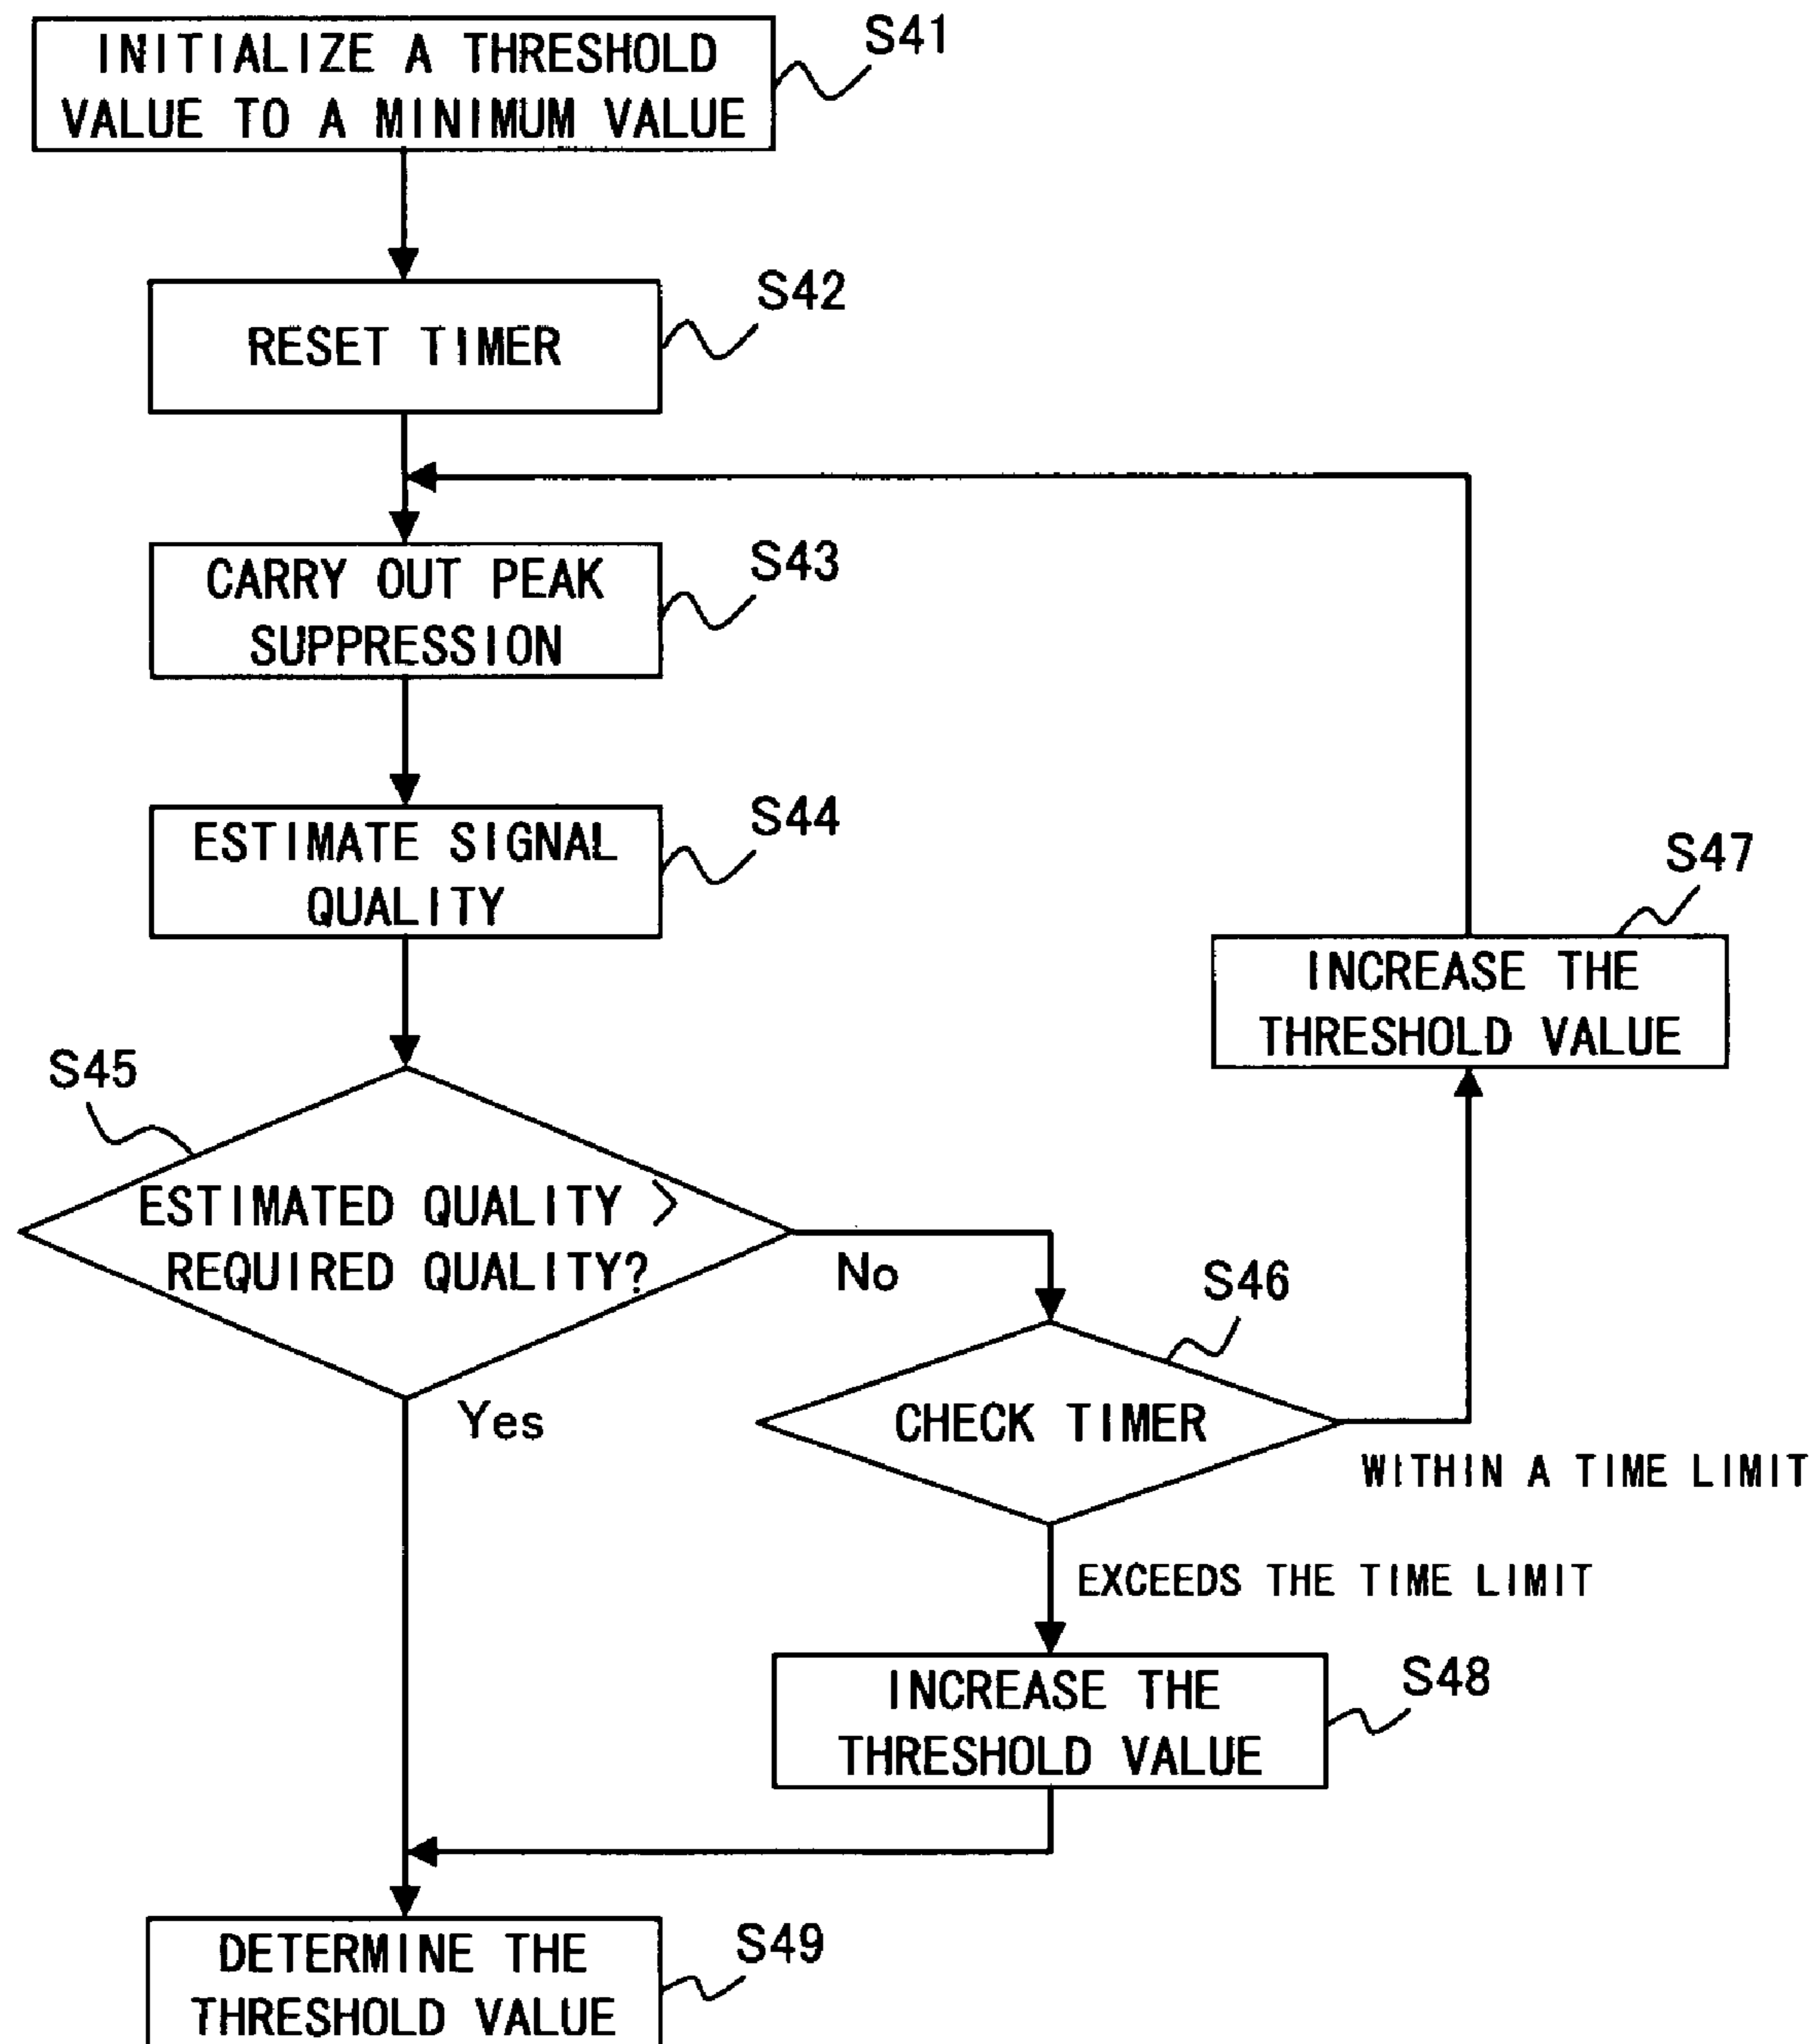 INITIALIZE A THRESHOLD
VALUE TO A MINIMUM VALUE
S41
RESET TIMER
S42
CARRY OUT PEAK
SUPPRESSION
S43
ESTIMATE SIGNAL
QUALITY
S44
INCREASE THE
THRESHOLD VALUE
S47
S45
ESTIMATED QUALITY >
REQUIRED QUALITY?
No
Yes
S46
CHECK TIMER
WITHIN A TIME LIMIT
EXCEEDS THE TIME LIMIT
INCREASE THE
THRESHOLD VALUE
S48
DETERMINE THE
THRESHOLD VALUE
S49